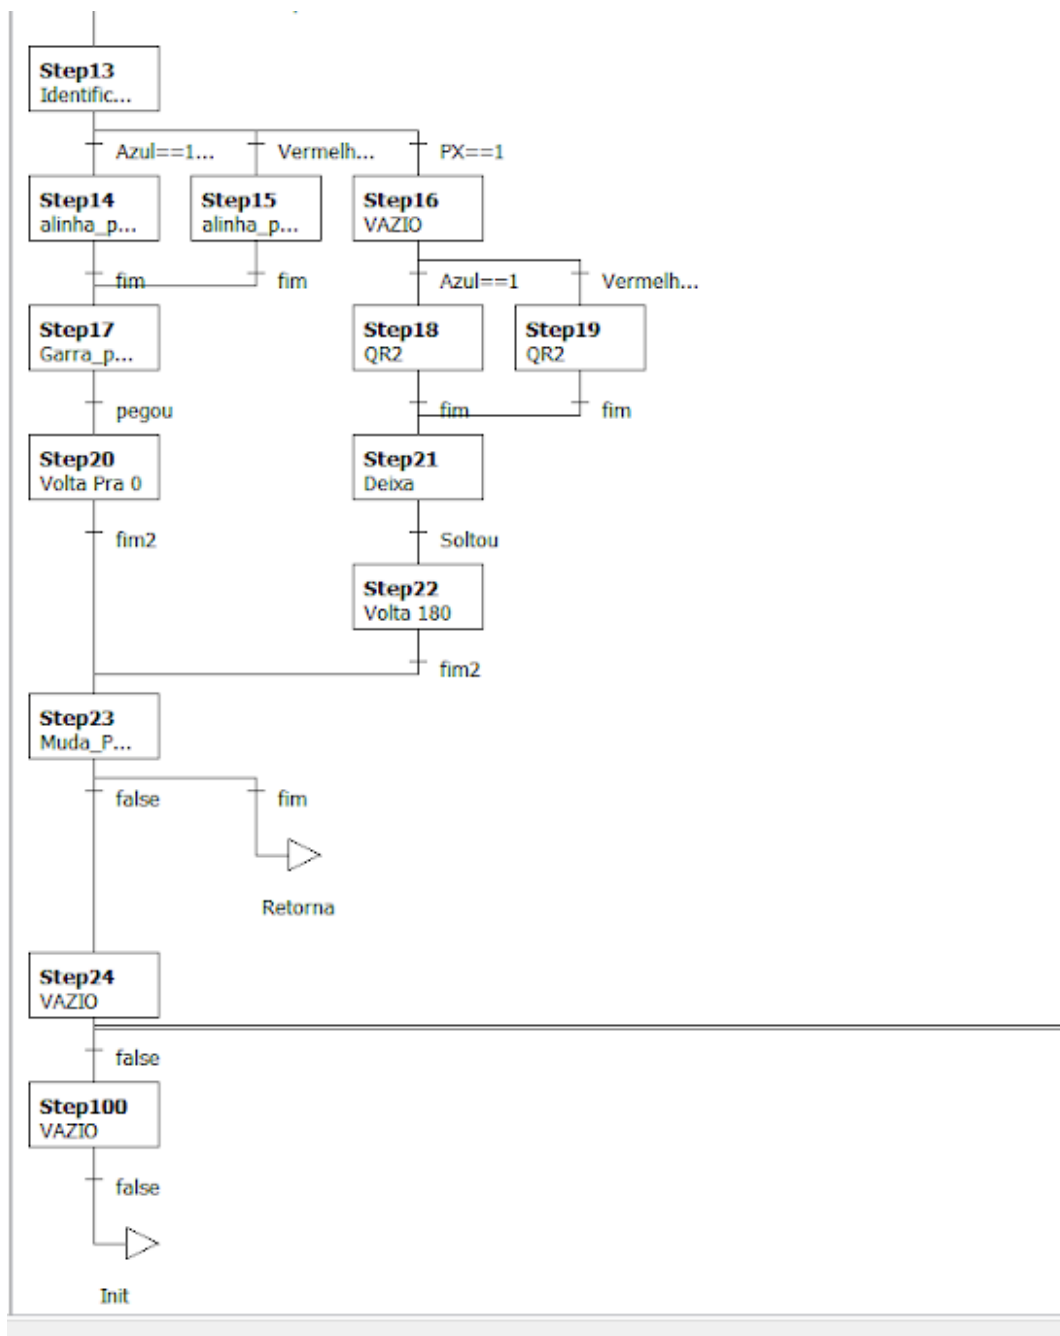 Step13
Identific...
Azul==1...
Vermelh...
PX==1
Step14
alinha_p...
Step15
alinha_p...
Step16
VAZIO
fim
fim
Azul==1
Vermelh...
Step17
Garra_p...
Step18
QR2
Step19
QR2
pegou
fim
fim
Step20
Volta Pra 0
Step21
Deixa
fim2
Soltou
Step22
Volta 180
fim2
Step23
Muda_P...
false
fim
Retorna
Step24
VAZIO
false
Step100
VAZIO
false
Init